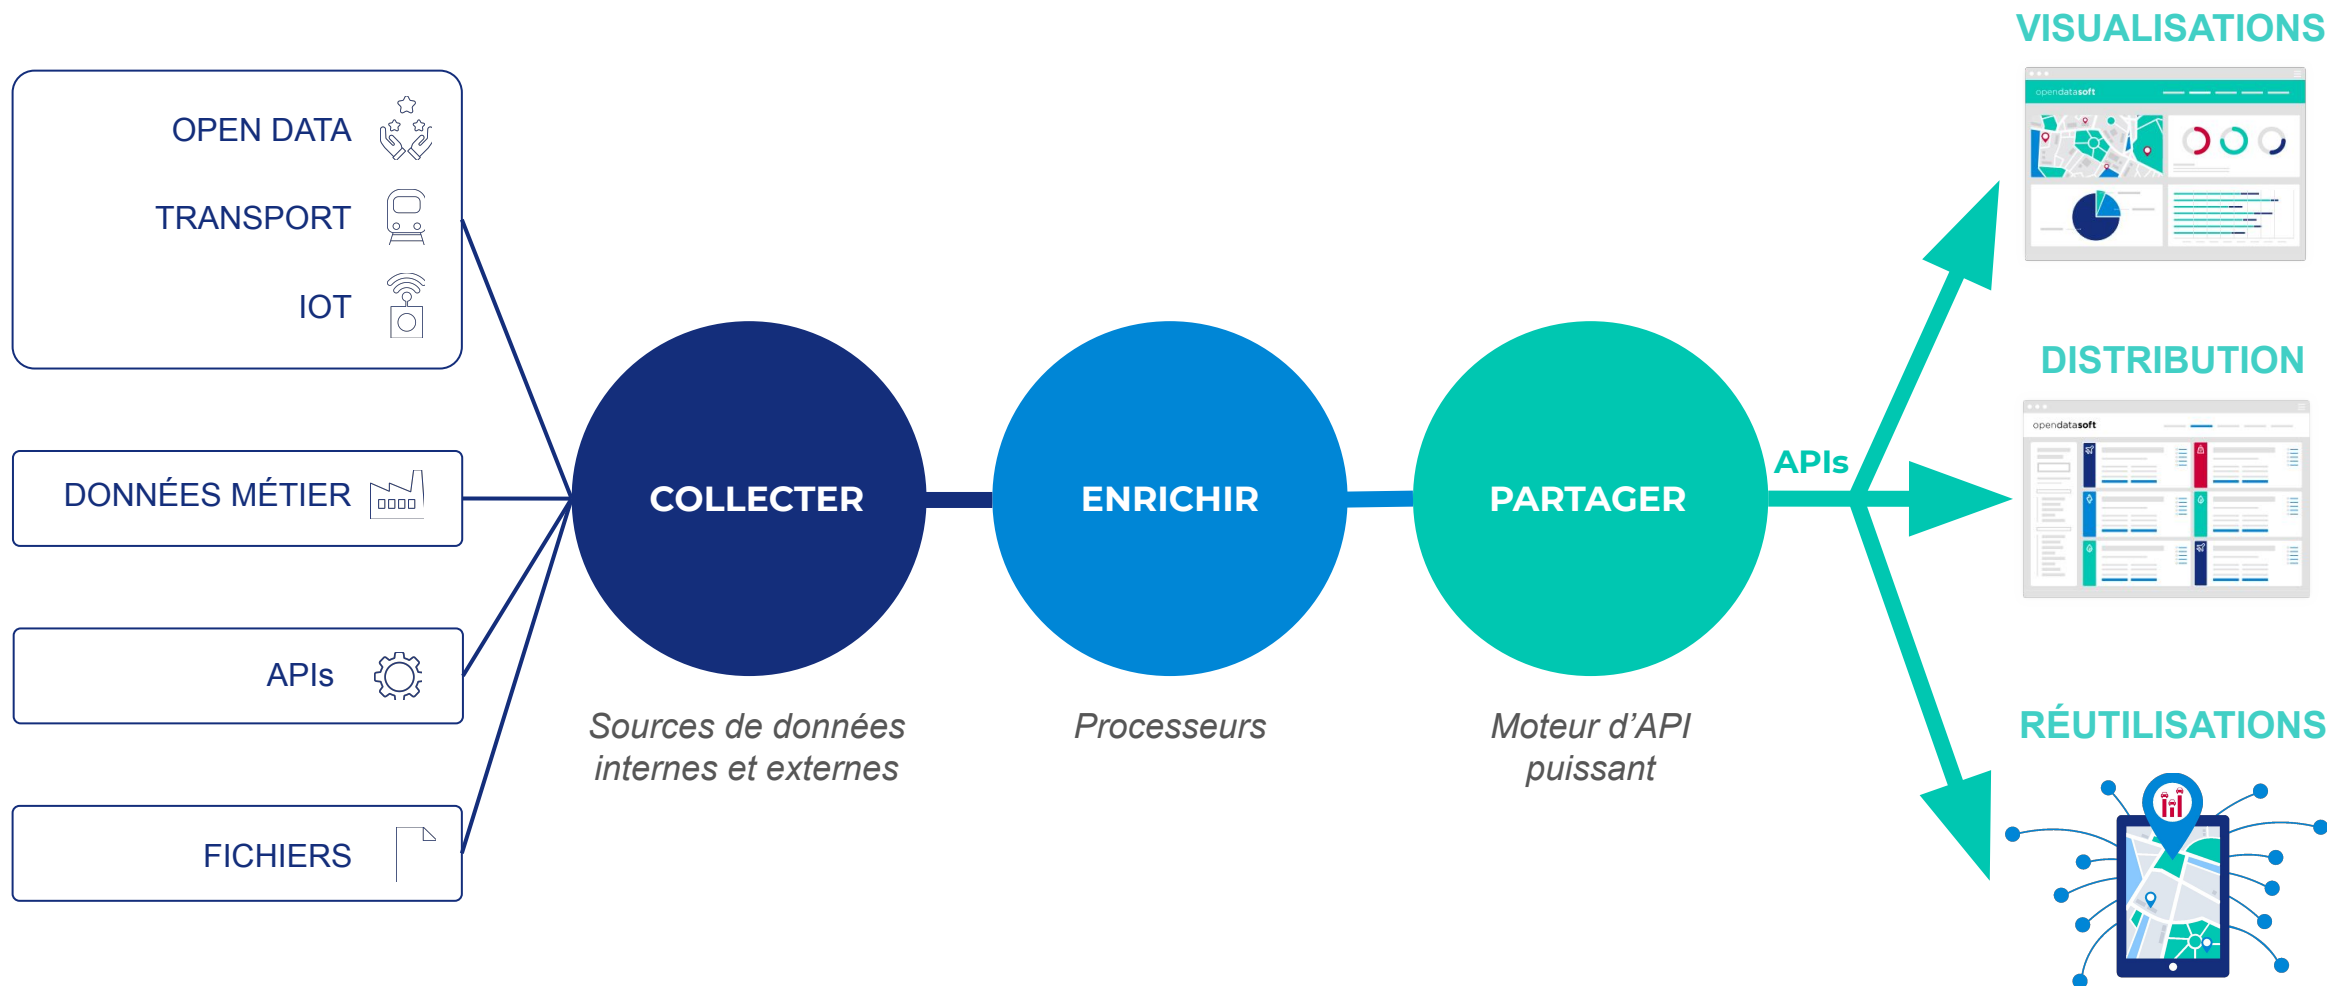 OPEN DATA
TRANSPORT
IOT
DONNÉES MÉTIER
APIs
FICHIERS
COLLECTER
Sources de données
internes et externes
ENRICHIR
Processeurs
PARTAGER
Moteur d’API
puissant
APIs
VISUALISATIONS
opendatasoft
DISTRIBUTION
opendatasoft
RÉUTILISATIONS